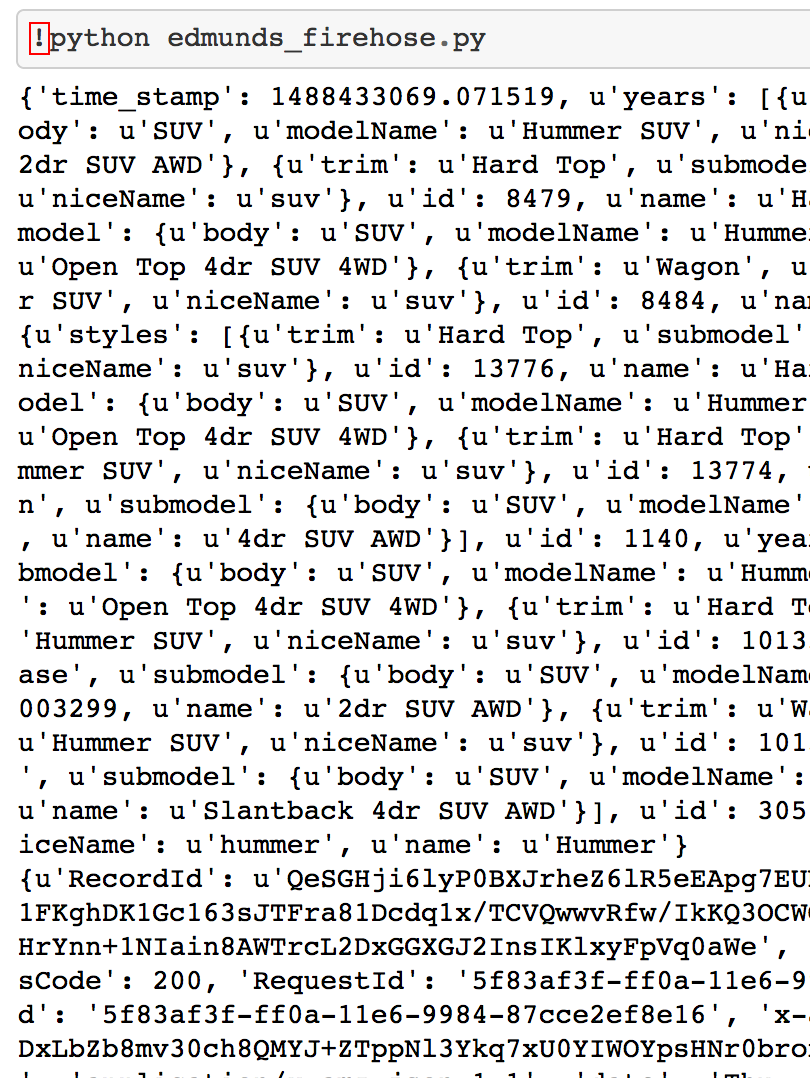 !python edmunds_firehose.py
{'time_stamp': 1488433069.071519, u'years': [{u
ody': u'SUV', u'modelName': u'Hummer SUV', u'nic
2dr SUV AWD'}, {u'trim': u'Hard Top', u'submode
u'niceName': u'suv'}, u'id': 8479, u'name': u'Ha
model': {u'body': u'SUV', u'modelName': u'Humme
u'Open Top 4dr SUV 4WD'}, {u'trim': u'Wagon', u
r SUV', u'niceName': u'suv'}, u'id': 8484, u'na
{u'styles': [{u'trim': u'Hard Top', u'submodel'
niceName': u'suv'}, u'id': 13776, u'name': u'Ha
odel': {u'body': u'SUV', u'modelName': u'Hummer
u'Open Top 4dr SUV 4WD'}, {u'trim': u'Hard Top'
mmer SUV', u'niceName': u'suv'}, u'id': 13774,
n', u'submodel': {u'body': u'SUV', u'modelName'
, u'name': u'4dr SUV AWD'}], u'id': 1140, u'yea
bmodel': {u'body': u'SUV', u'modelName': u'Humm
': u'Open Top 4dr SUV 4WD'}, {u'trim': u'Hard T
'Hummer SUV', u'niceName': u'suv'}, u'id': 1013
ase', u'submodel': {u'body': u'SUV', u'modelNam
003299, u'name': u'2dr SUV AWD'}, {u'trim': u'W
u'Hummer SUV', u'niceName': u'suv'}, u'id': 101
', u'submodel': {u'body': u'SUV', u'modelName':
u'name': u'Slantback 4dr SUV AWD'}], u'id': 305
iceName': u'hummer', u'name': u'Hummer'}
{u'RecordId': u'QeSGHji6lyP0BXJrheZ6lR5eEApg7EU
1FKghDK1Gc163sJTFra81Dcdq1x/TCVQwwvRfw/IkKQ3OCW
HrYnn+1NIain8AWTrcL2DxGGXGJ2InsIKlxyFpVq0aWe',
sCode': 200, 'RequestId': '5f83af3f-ff0a-11e6-9
d': '5f83af3f-ff0a-11e6-9984-87cce2ef8e16', 'x-
DxLbZb8mv30ch8QMYJ+ZTppNl3Ykq7xU0YIWOYpsHNr0bro